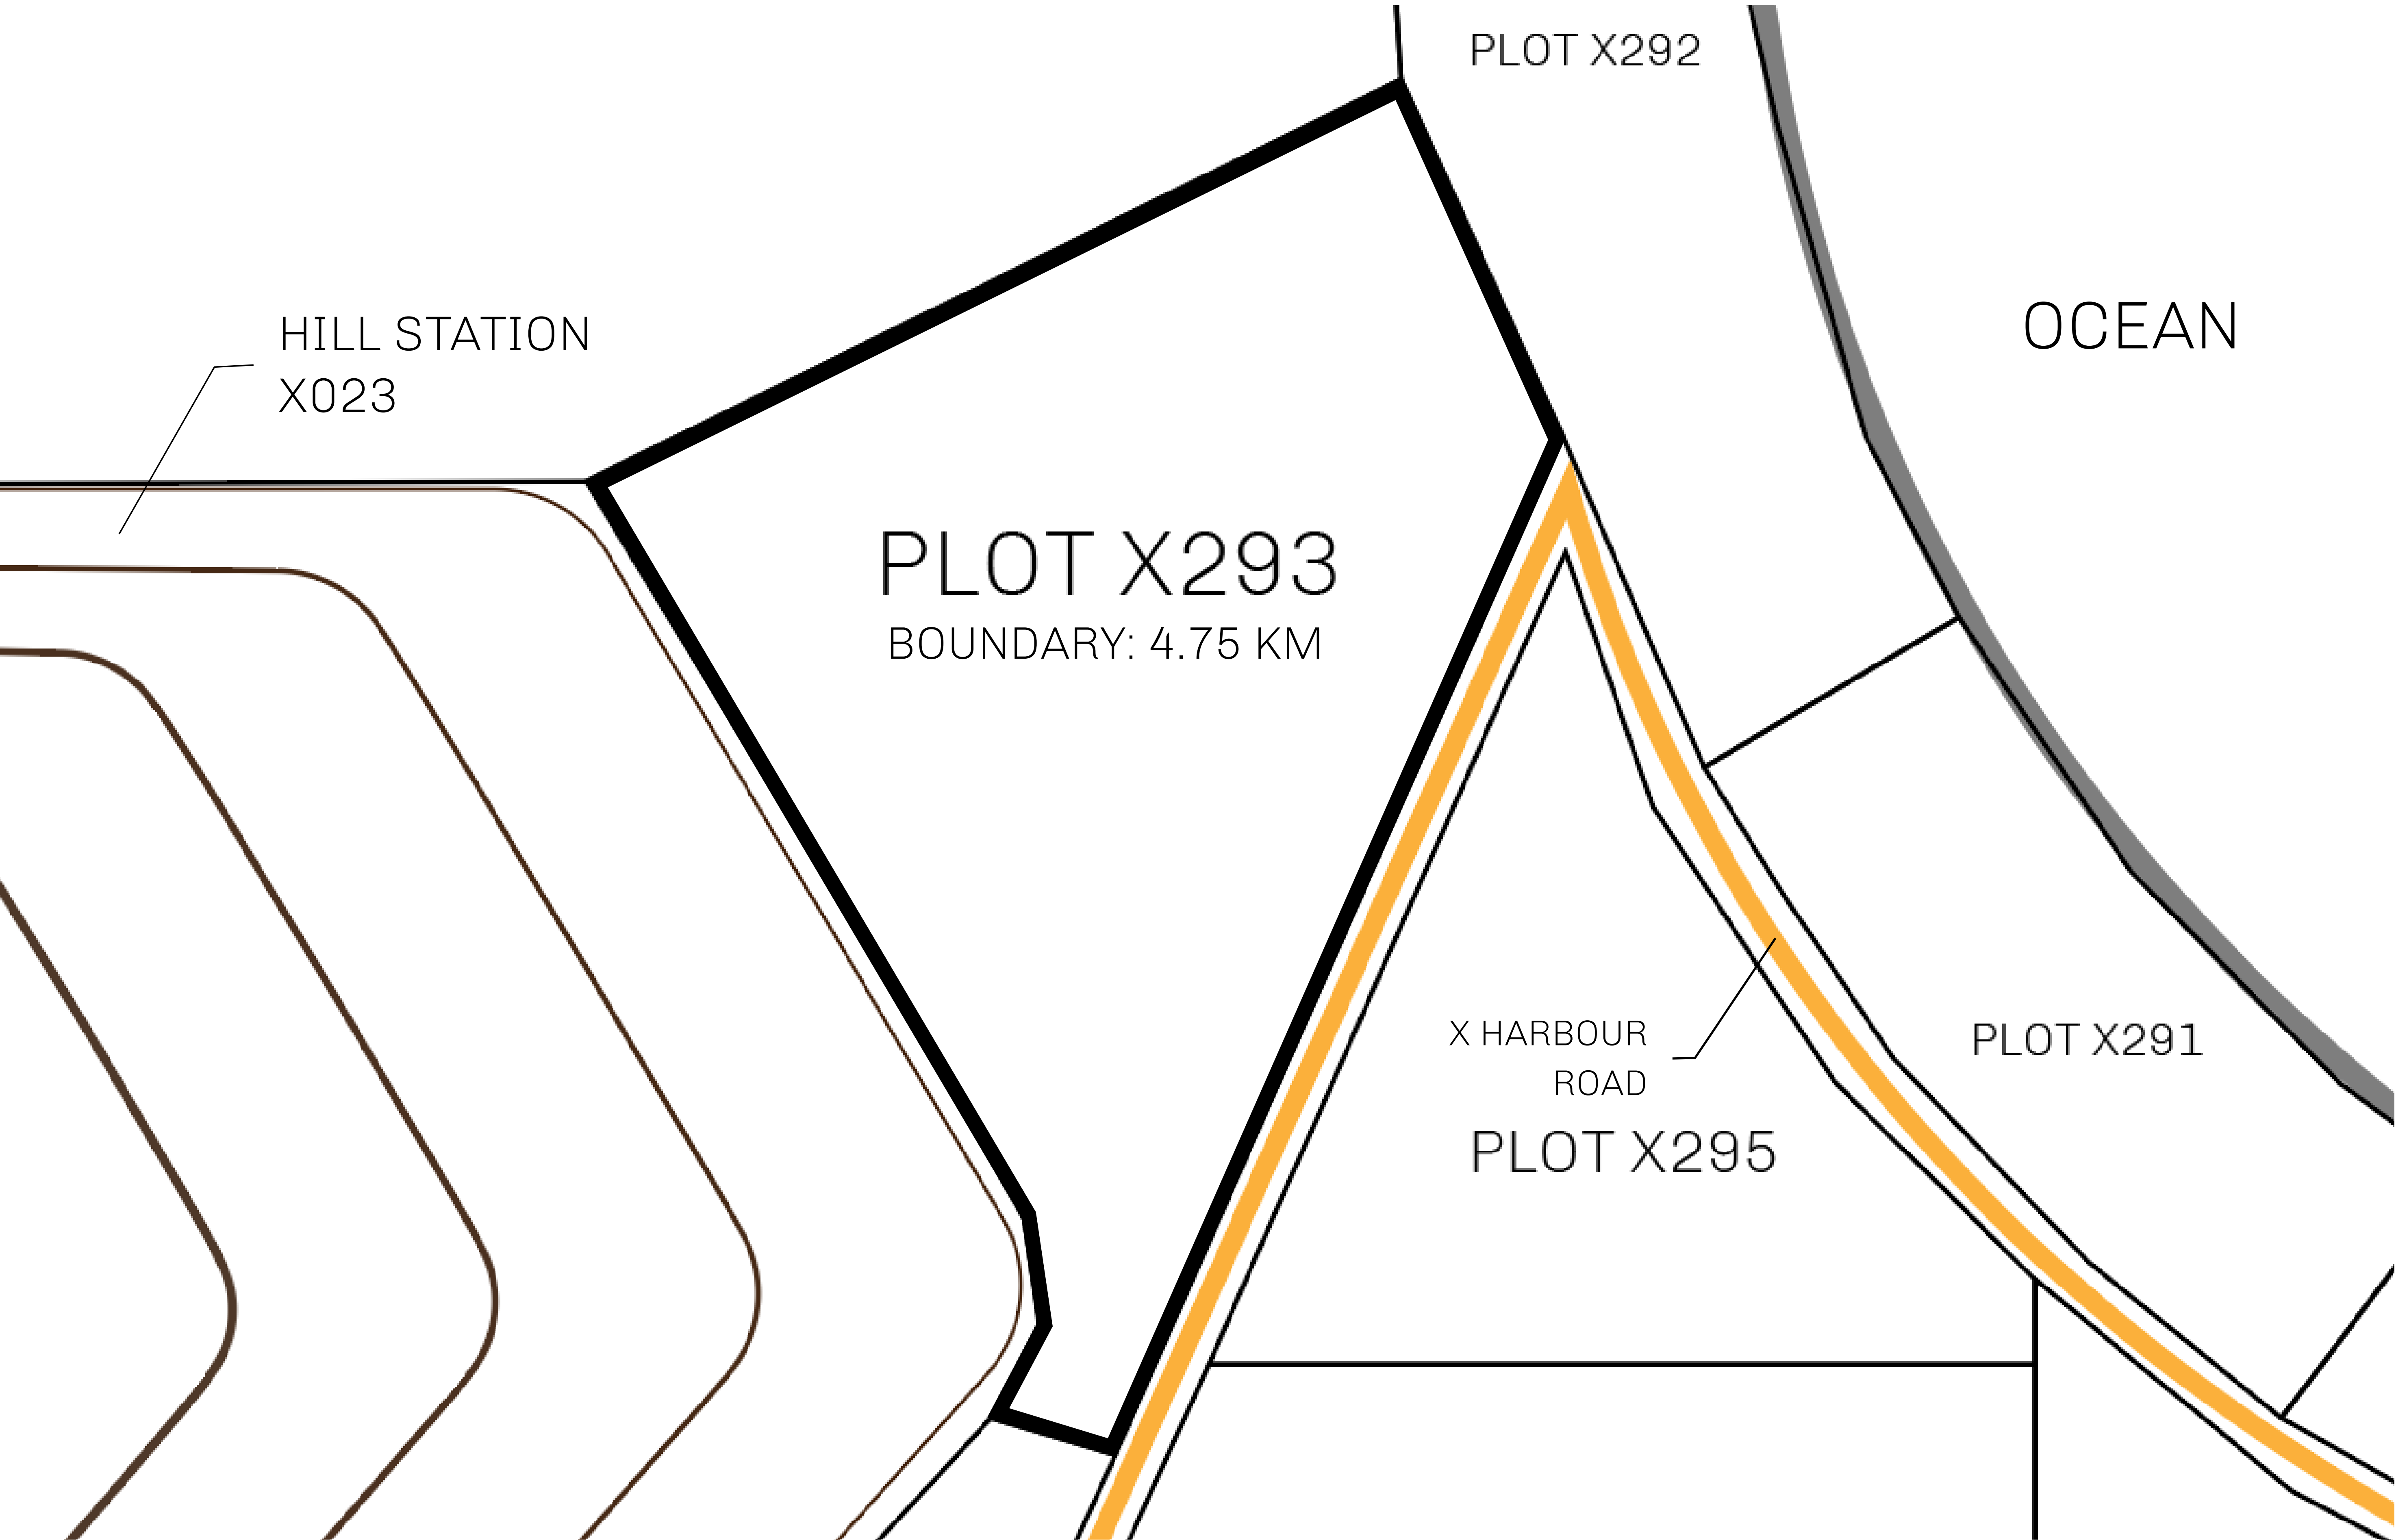 PLOT X292
OCEAN
HILL STATION
X023
PLOT X293
BOUNDARY: 4.75 KM
X HARBOUR
ROAD
PLOT X291
PLOT X295